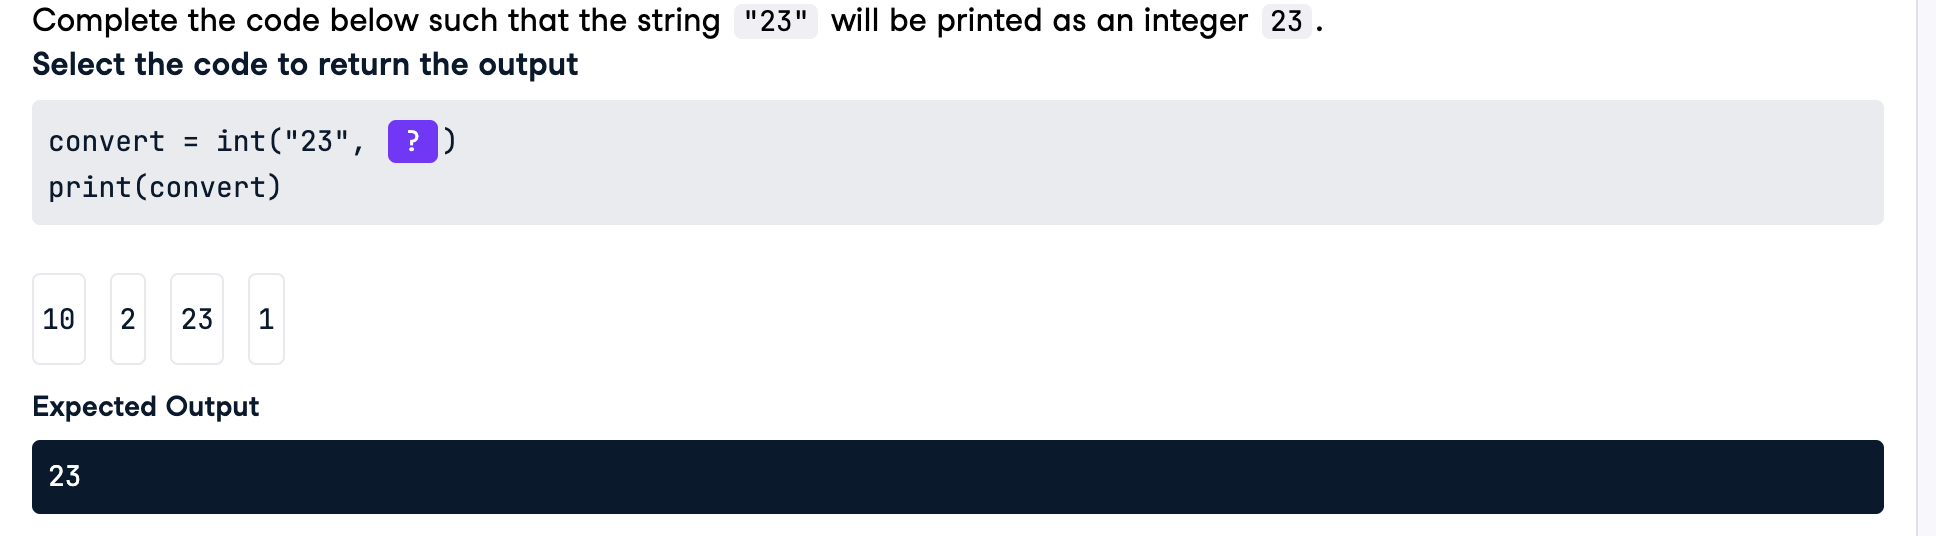 Complete the code below such that the string "23" will be printed as an integer 23.
Select the code to return the output
convert = int("23", ?)
print(convert)
10 2 23 1
Expected Output
23